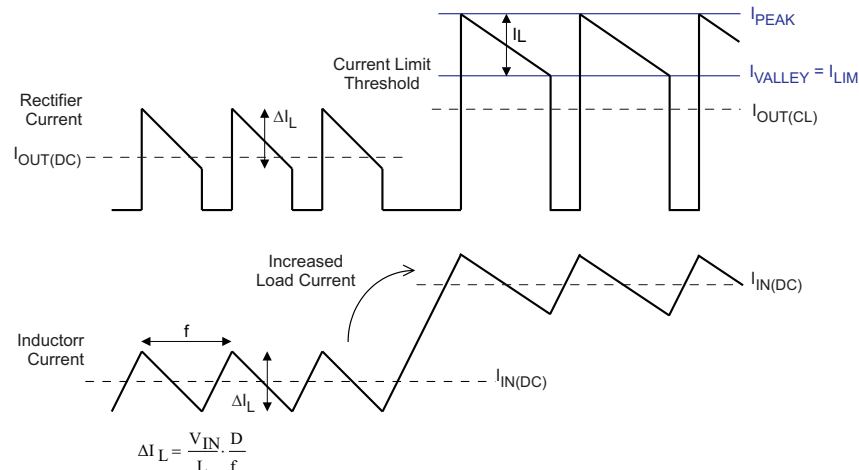 I_PEAK
I_L
Current Limit
Threshold
I_VALLEY = I_LIM
Rectifier
Current
ΔI_L
I_OUT(CL)
I_OUT(DC)
Increased
Load Current
I_IN(DC)
f
Inductorr
Current
I_IN(DC)
ΔI_L
ΔI_L = V_IN/L · D/f